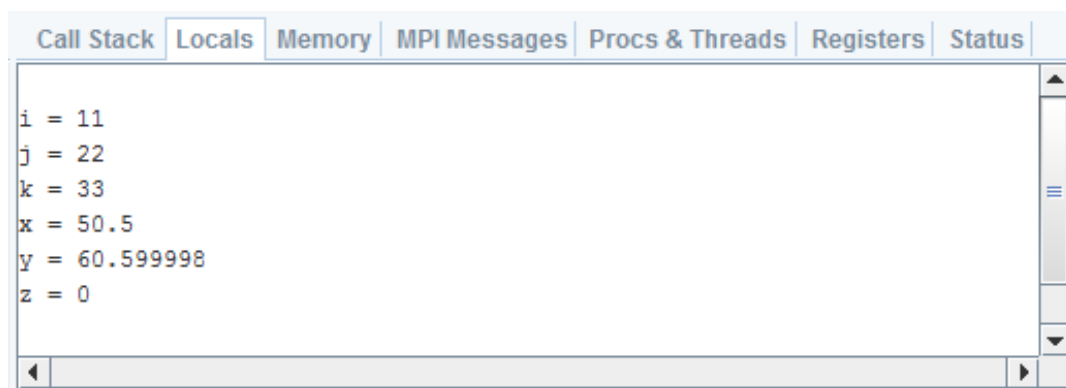 Call Stack Locals Memory MPI Messages Procs & Threads Registers Status
i = 11
j = 22
k = 33
x = 50.5
y = 60.599998
z = 0